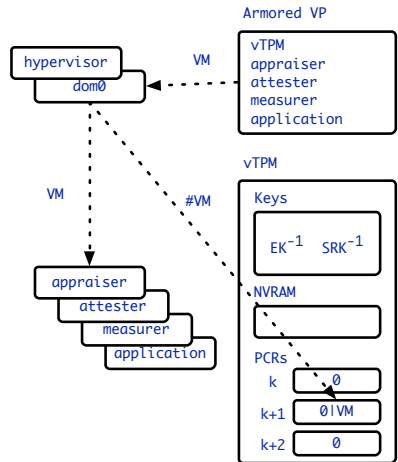 Armored VP
hypervisor
dom0
VM
vTPM
appraiser
attester
measurer
application
vTPM
VM
#VM
Keys
EK-1 SRK-1
NVRAM
appraiser
attester
measurer
application
PCRs
k 0
k+1 0|VM
k+2 0